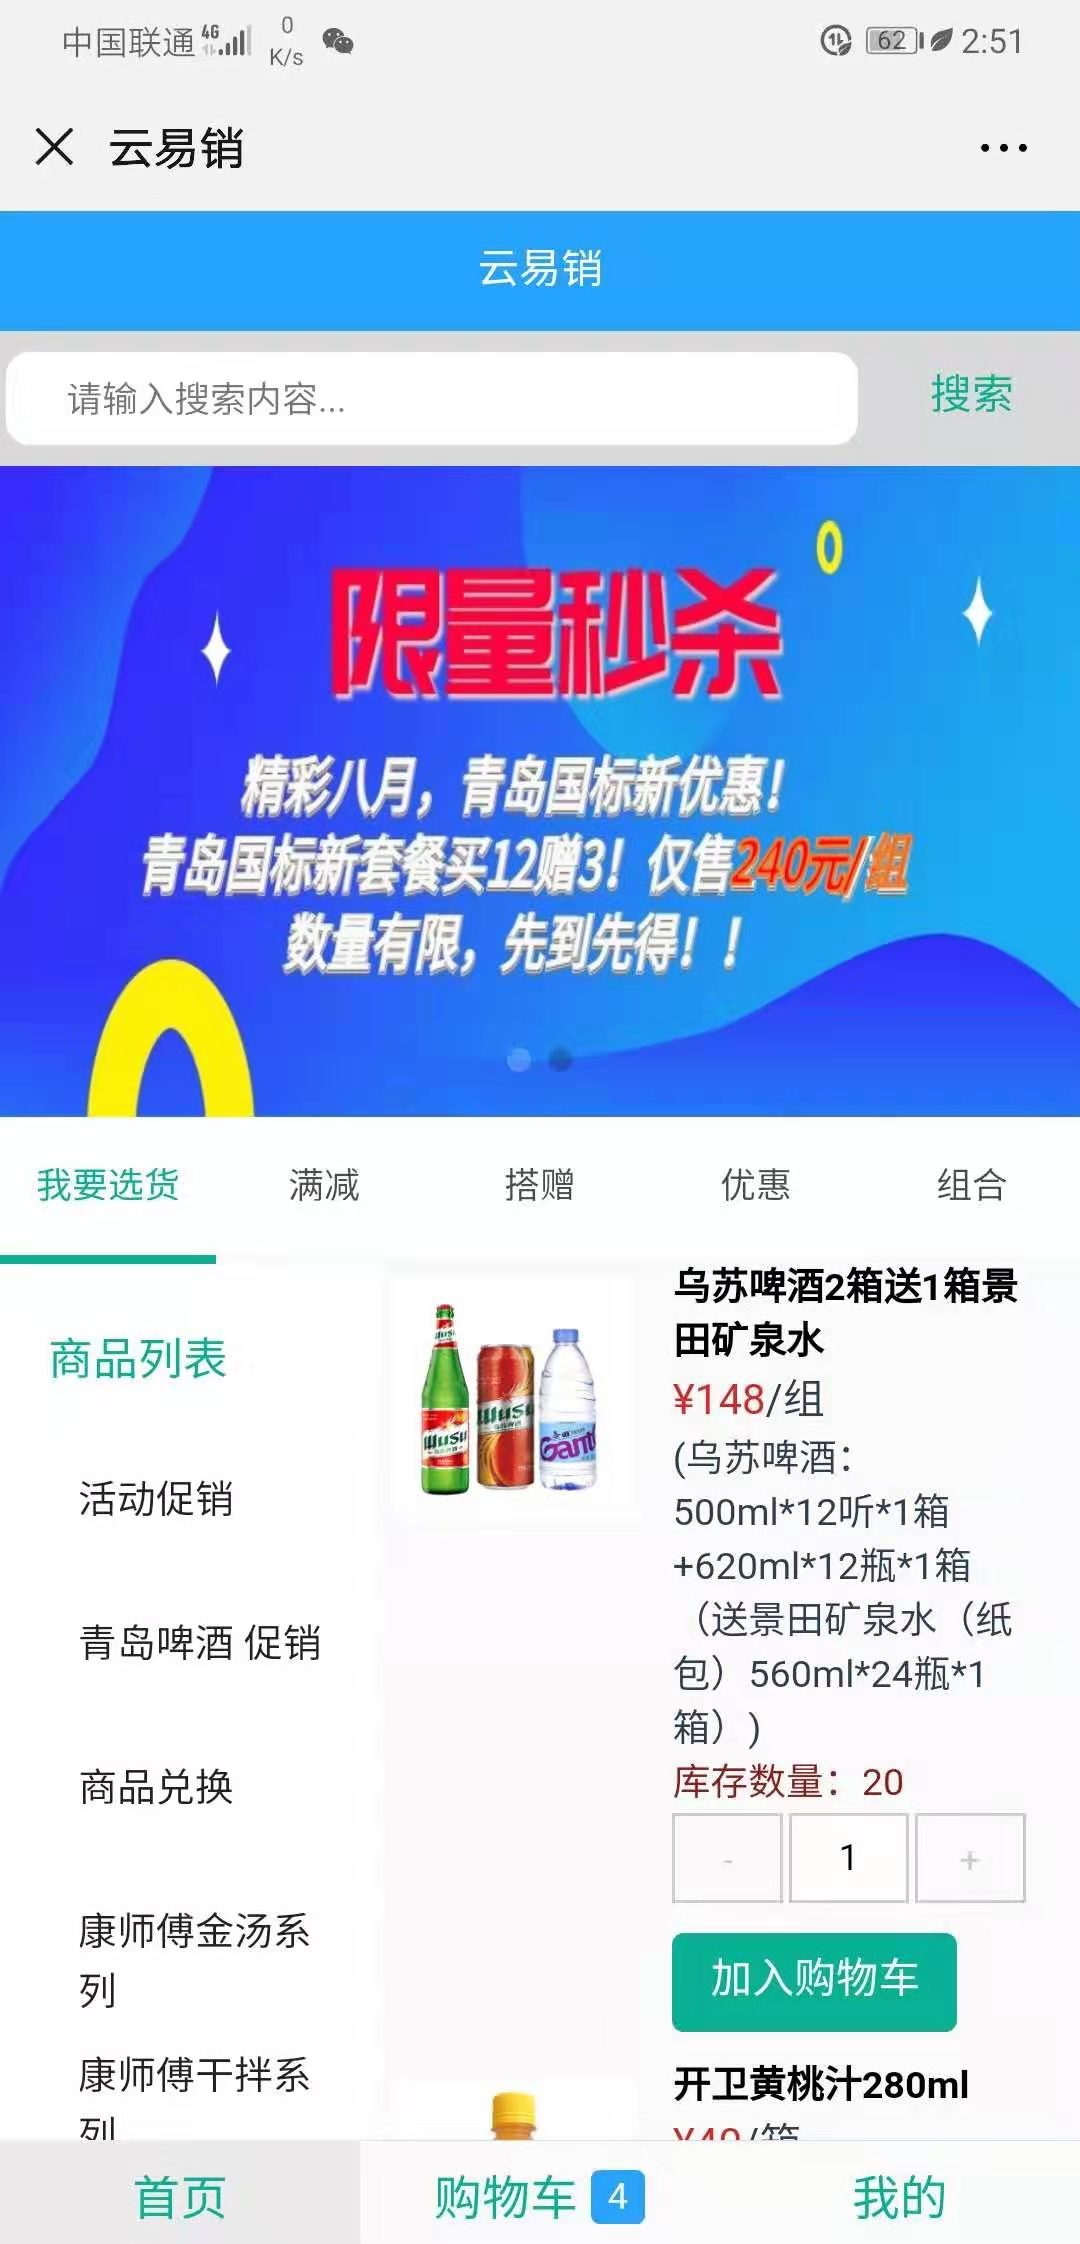 中国联通 4G 0 K/s 62 2:51
云易销
云易销
请输入搜索内容... 搜索
限量秒杀
精彩八月，青岛国标新优惠！
青岛国标新套餐买12赠3！仅售240元/组
数量有限，先到先得！！
我要选货 满减 搭赠 优惠 组合
商品列表
活动促销
青岛啤酒 促销
商品兑换
康师傅金汤系
列
康师傅干拌系
列
Wusu
Wusu
乌苏啤酒2箱送1箱景
田矿泉水
¥148/组
(乌苏啤酒：
500ml*12听*1箱
+620ml*12瓶*1箱
（送景田矿泉水（纸
包）560ml*24瓶*1
箱）)
库存数量：20
- 1 +
加入购物车
开卫黄桃汁280ml
¥40/箱
首页 购物车 4 我的